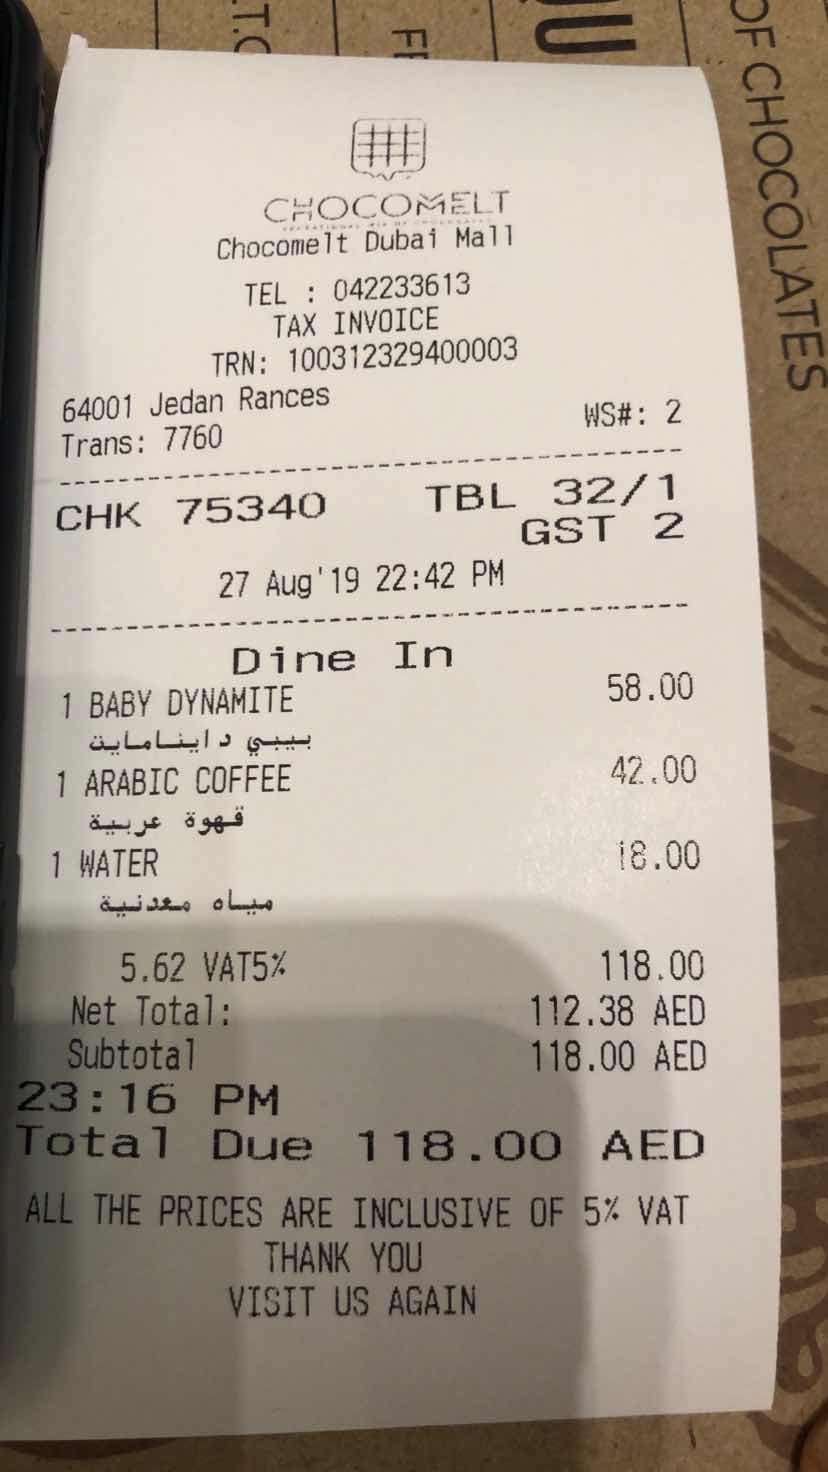 T.C
FE
QU
OF CHOCOLATES
CHOCOMELT
Chocomelt Dubai Mall
TEL : 042233613
TAX INVOICE
TRN: 100312329400003
64001 Jedan Rances
Trans: 7760 WS#: 2
CHK 75340 TBL 32/1
GST 2
27 Aug'19 22:42 PM
Dine In
1 BABY DYNAMITE 58.00
بيبي داينامايت
1 ARABIC COFFEE 42.00
قهوة عربية
1 WATER 18.00
مياه معدنية
5.62 VAT5% 118.00
Net Total: 112.38 AED
Subtotal 118.00 AED
23:16 PM
Total Due 118.00 AED
ALL THE PRICES ARE INCLUSIVE OF 5% VAT
THANK YOU
VISIT US AGAIN